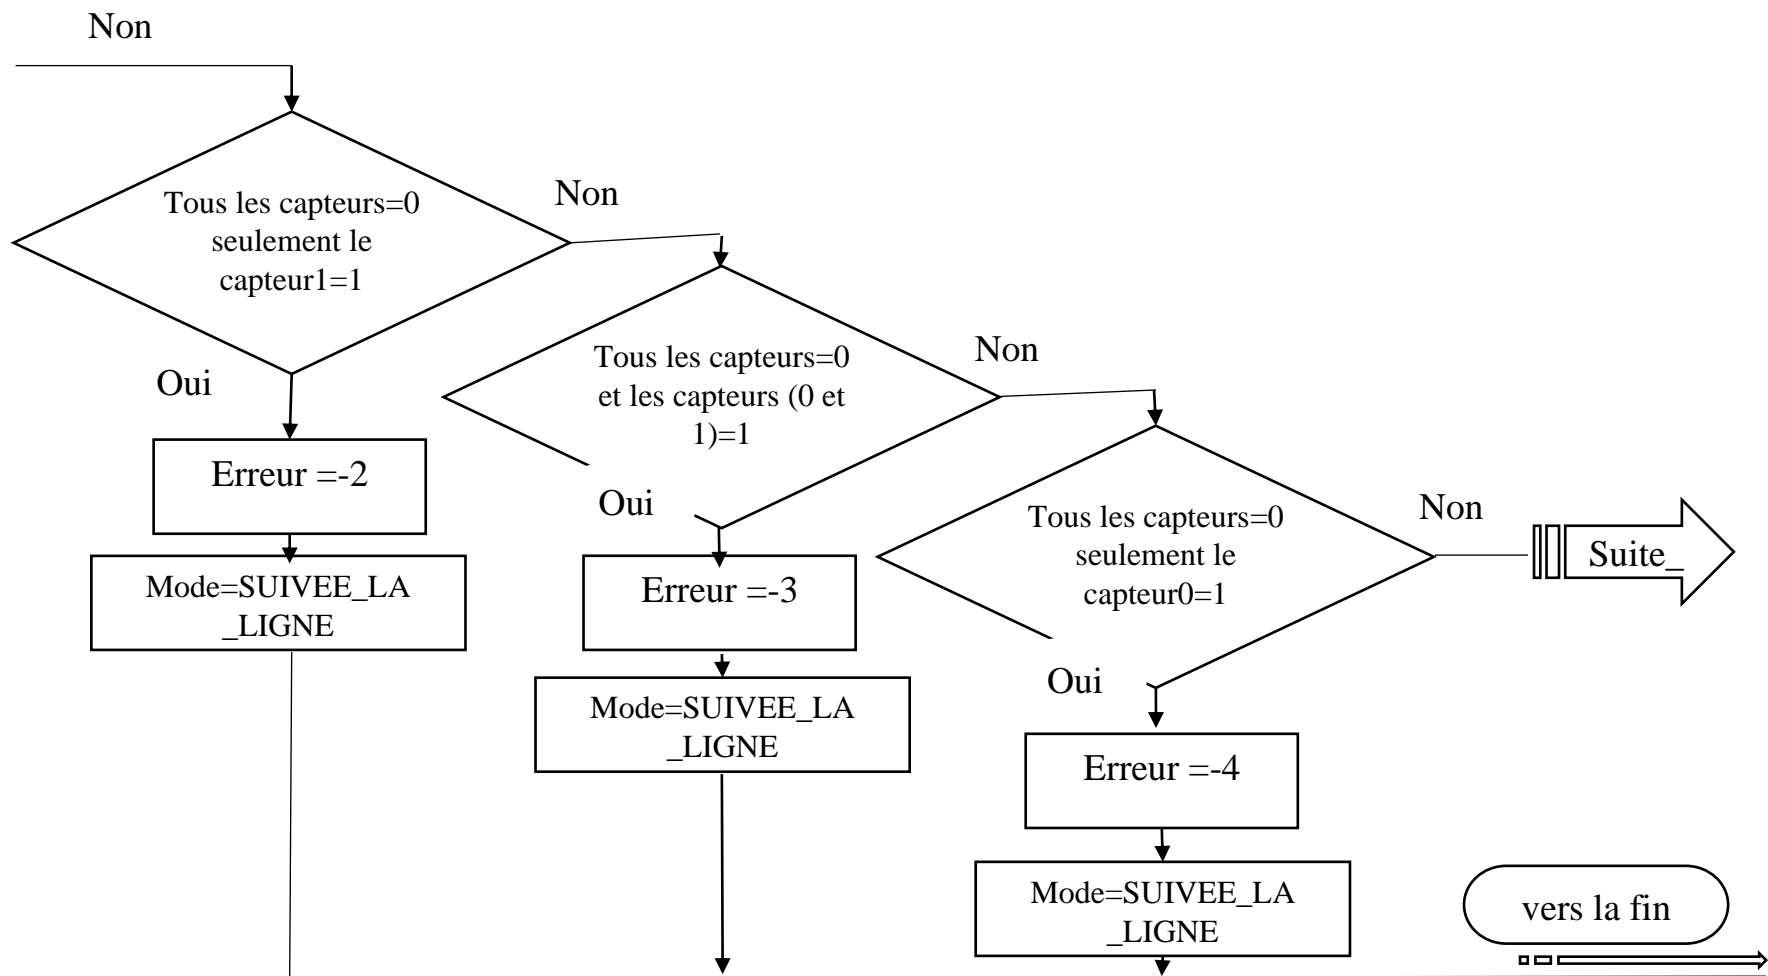 Non
Tous les capteurs=0
seulement le
capteur1=1
Non
Oui
Tous les capteurs=0
et les capteurs (0 et
1)=1
Non
Erreur =-2
Oui
Tous les capteurs=0
seulement le
capteur0=1
Non
Suite_
Mode=SUIVEE_LA
_LIGNE
Erreur =-3
Oui
Mode=SUIVEE_LA
_LIGNE
Erreur =-4
Mode=SUIVEE_LA
_LIGNE
vers la fin